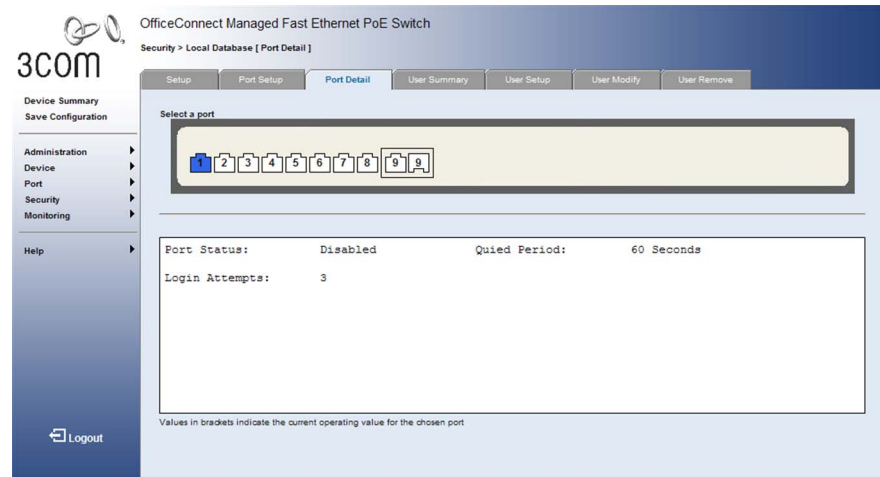 OfficeConnect Managed Fast Ethernet PoE Switch
Security > Local Database [ Port Detail ]
3COM
Setup Port Setup Port Detail User Summary User Setup User Modify User Remove
Device Summary
Save Configuration
Administration
Device
Port
Security
Monitoring
Help
Logout
Select a port
1 2 3 4 5 6 7 8 9 9
Port Status: Disabled Quied Period: 60 Seconds
Login Attempts: 3
Values in brackets indicate the current operating value for the chosen port